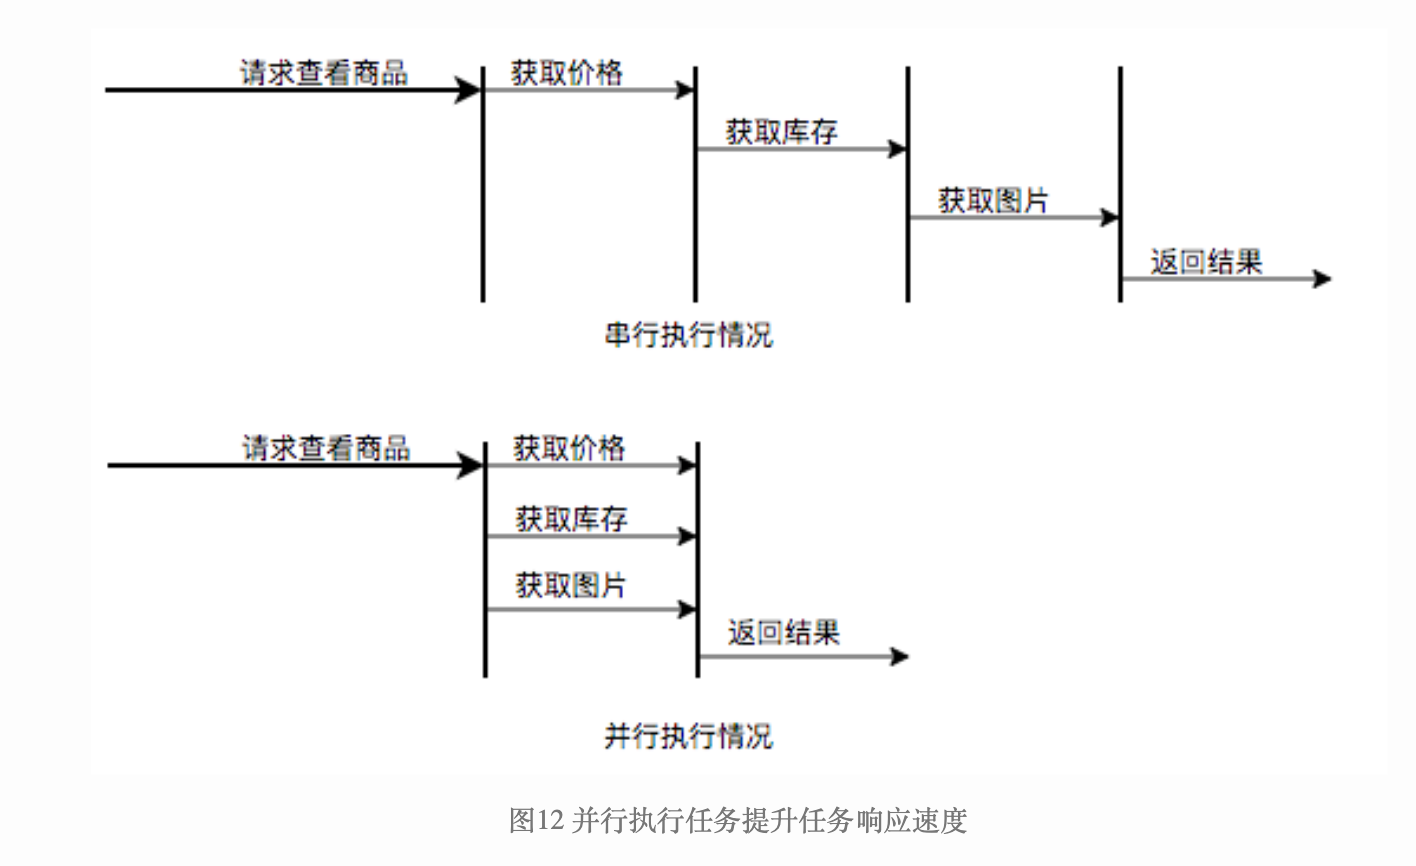 请求查看商品
获取价格
获取库存
获取图片
返回结果
串行执行情况
请求查看商品
获取价格
获取库存
获取图片
返回结果
并行执行情况
图12 并行执行任务提升任务响应速度